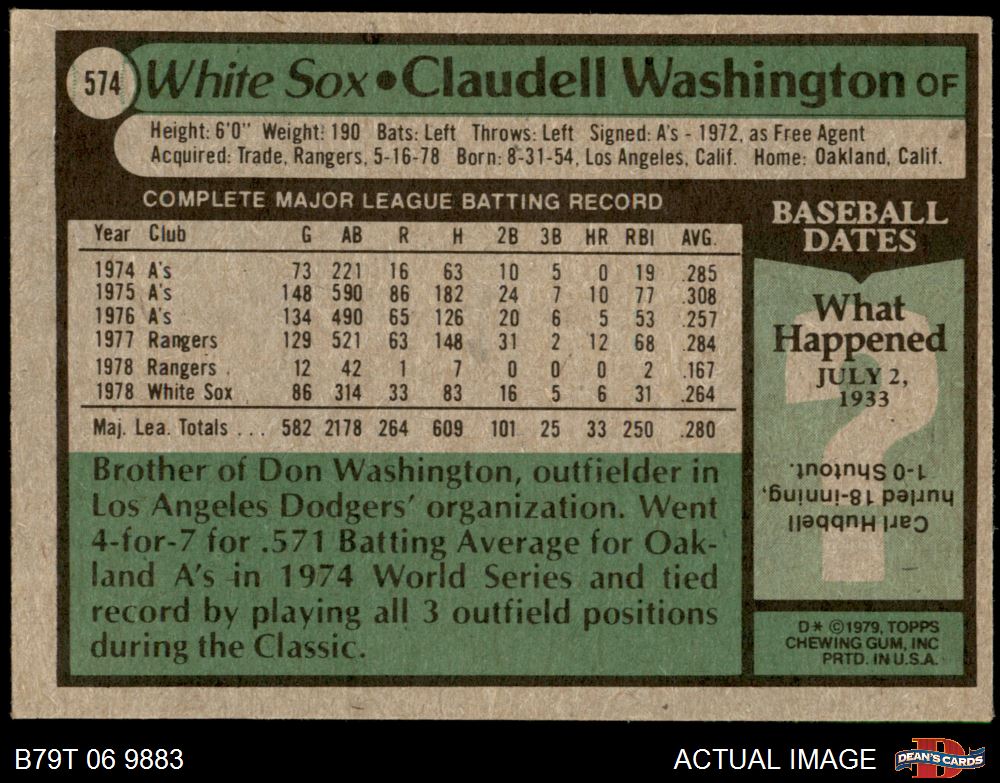 574 White Sox • Claudell Washington OF
Height: 6'0" Weight: 190 Bats: Left Throws: Left Signed: A's - 1972, as Free Agent
Acquired: Trade, Rangers, 5-16-78 Born: 8-31-54, Los Angeles, Calif. Home: Oakland, Calif.
COMPLETE MAJOR LEAGUE BATTING RECORD
Year Club G AB R H 2B 3B HR RBI AVG.
1974 A's 73 221 16 63 10 5 0 19 .285
1975 A's 148 590 86 182 24 7 10 77 .308
1976 A's 134 490 65 126 20 6 5 53 .257
1977 Rangers 129 521 63 148 31 2 12 68 .284
1978 Rangers 12 42 1 7 0 0 0 2 .167
1978 White Sox 86 314 33 83 16 5 6 31 .264
Maj. Lea. Totals ... 582 2178 264 609 101 25 33 250 .280
Brother of Don Washington, outfielder in
Los Angeles Dodgers' organization. Went
4-for-7 for .571 Batting Average for Oak-
land A's in 1974 World Series and tied
record by playing all 3 outfield positions
during the Classic.
BASEBALL
DATES
What
Happened
JULY 2,
1933
?
Carl Hubbell
hurled 18-inning,
1-0 Shutout.
D* ©1979, TOPPS
CHEWING GUM, INC
PRTD. IN U.S.A.
B79T 06 9883
ACTUAL IMAGE
D
DEAN'S CARDS